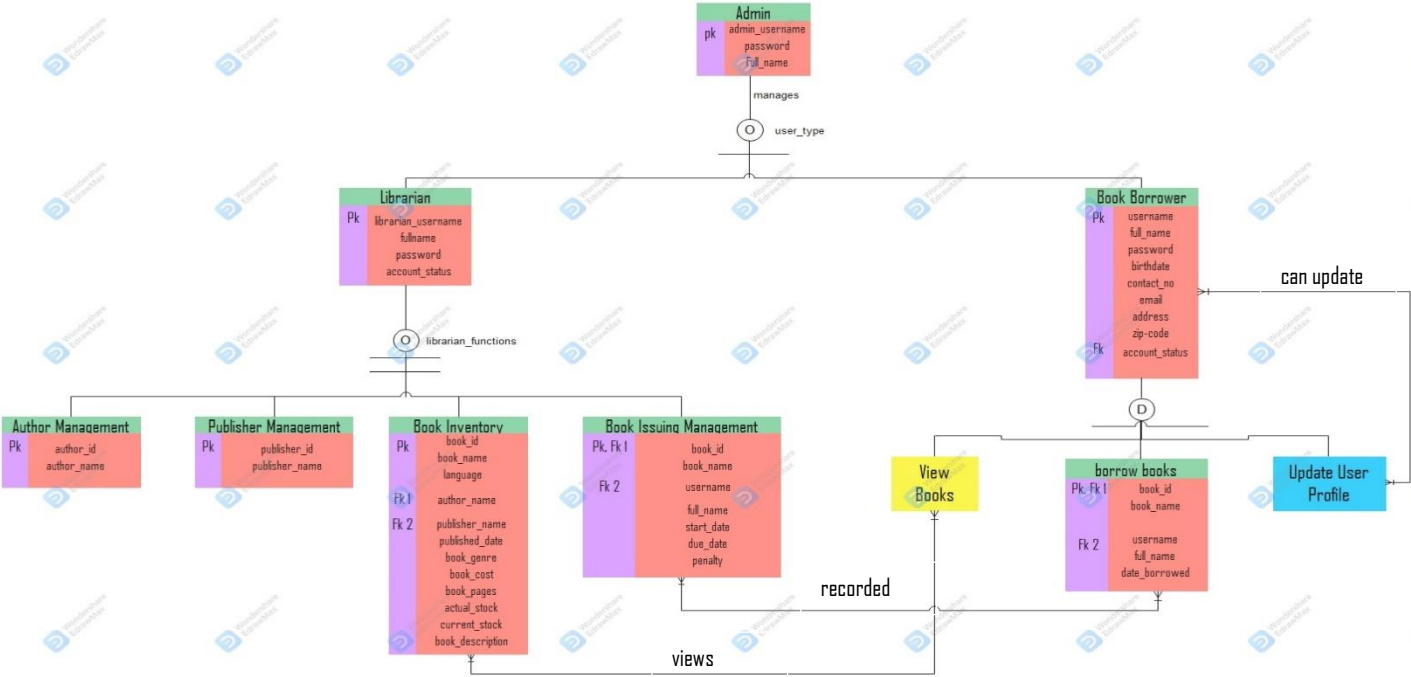 Admin
pk
admin_username
password
full_name
manages
O
user_type
Librarian
Pk
librarian_username
fullname
password
account_status
Book Borrower
Pk
username
full_name
password
birthdate
contact_no
email
address
zip-code
Fk
account_status
can update
O
librarian_functions
D
Author Management
Pk
author_id
author_name
Publisher Management
Pk
publisher_id
publisher_name
Book Inventory
Pk
book_id
book_name
language
Fk1
author_name
Fk 2
publisher_name
published_date
book_genre
book_cost
book_pages
actual_stock
current_stock
book_description
Book Issuing Management
Pk, Fk 1
book_id
book_name
Fk 2
username
full_name
start_date
due_date
penalty
View
Books
borrow books
Pk, Fk 1
book_id
book_name
Fk 2
username
full_name
date_borrowed
Update User
Profile
recorded
views
Wondershare
EdrawMax